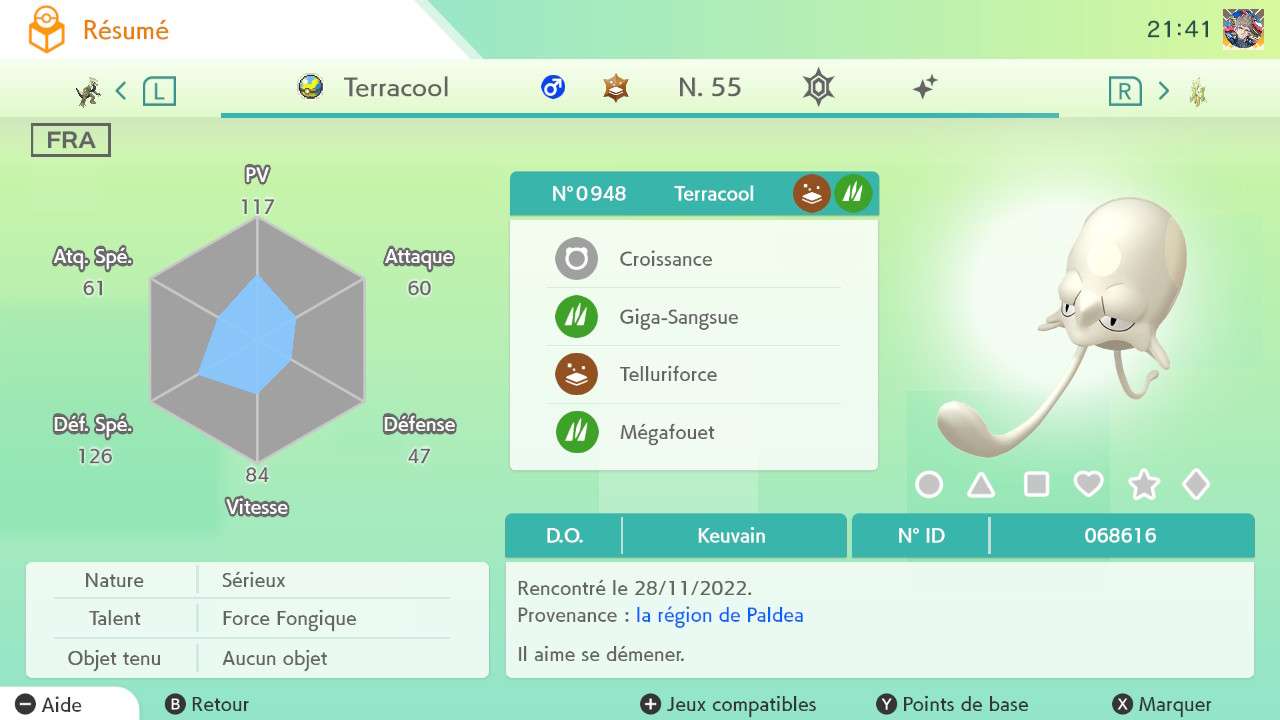 Résumé
21:41
L
Terracool
N. 55
R
FRA
PV
117
Atq. Spé.
61
Attaque
60
Déf. Spé.
126
Défense
47
84
Vitesse
N°0948 Terracool
Croissance
Giga-Sangsue
Telluriforce
Mégafouet
D.O. Keuvain N° ID 068616
Nature Sérieux
Talent Force Fongique
Objet tenu Aucun objet
Rencontré le 28/11/2022.
Provenance : la région de Paldea
Il aime se démener.
Aide
B Retour
Jeux compatibles
Y Points de base
X Marquer